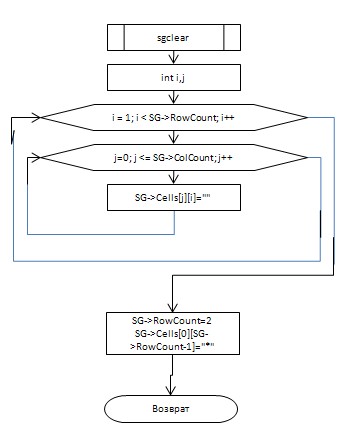 sgclear
int i,j
i = 1; i < SG->RowCount; i++
j=0; j <= SG->ColCount; j++
SG->Cells[j][i]=""
SG->RowCount=2
SG->Cells[0][SG-
>RowCount-1]="*"
Возврат